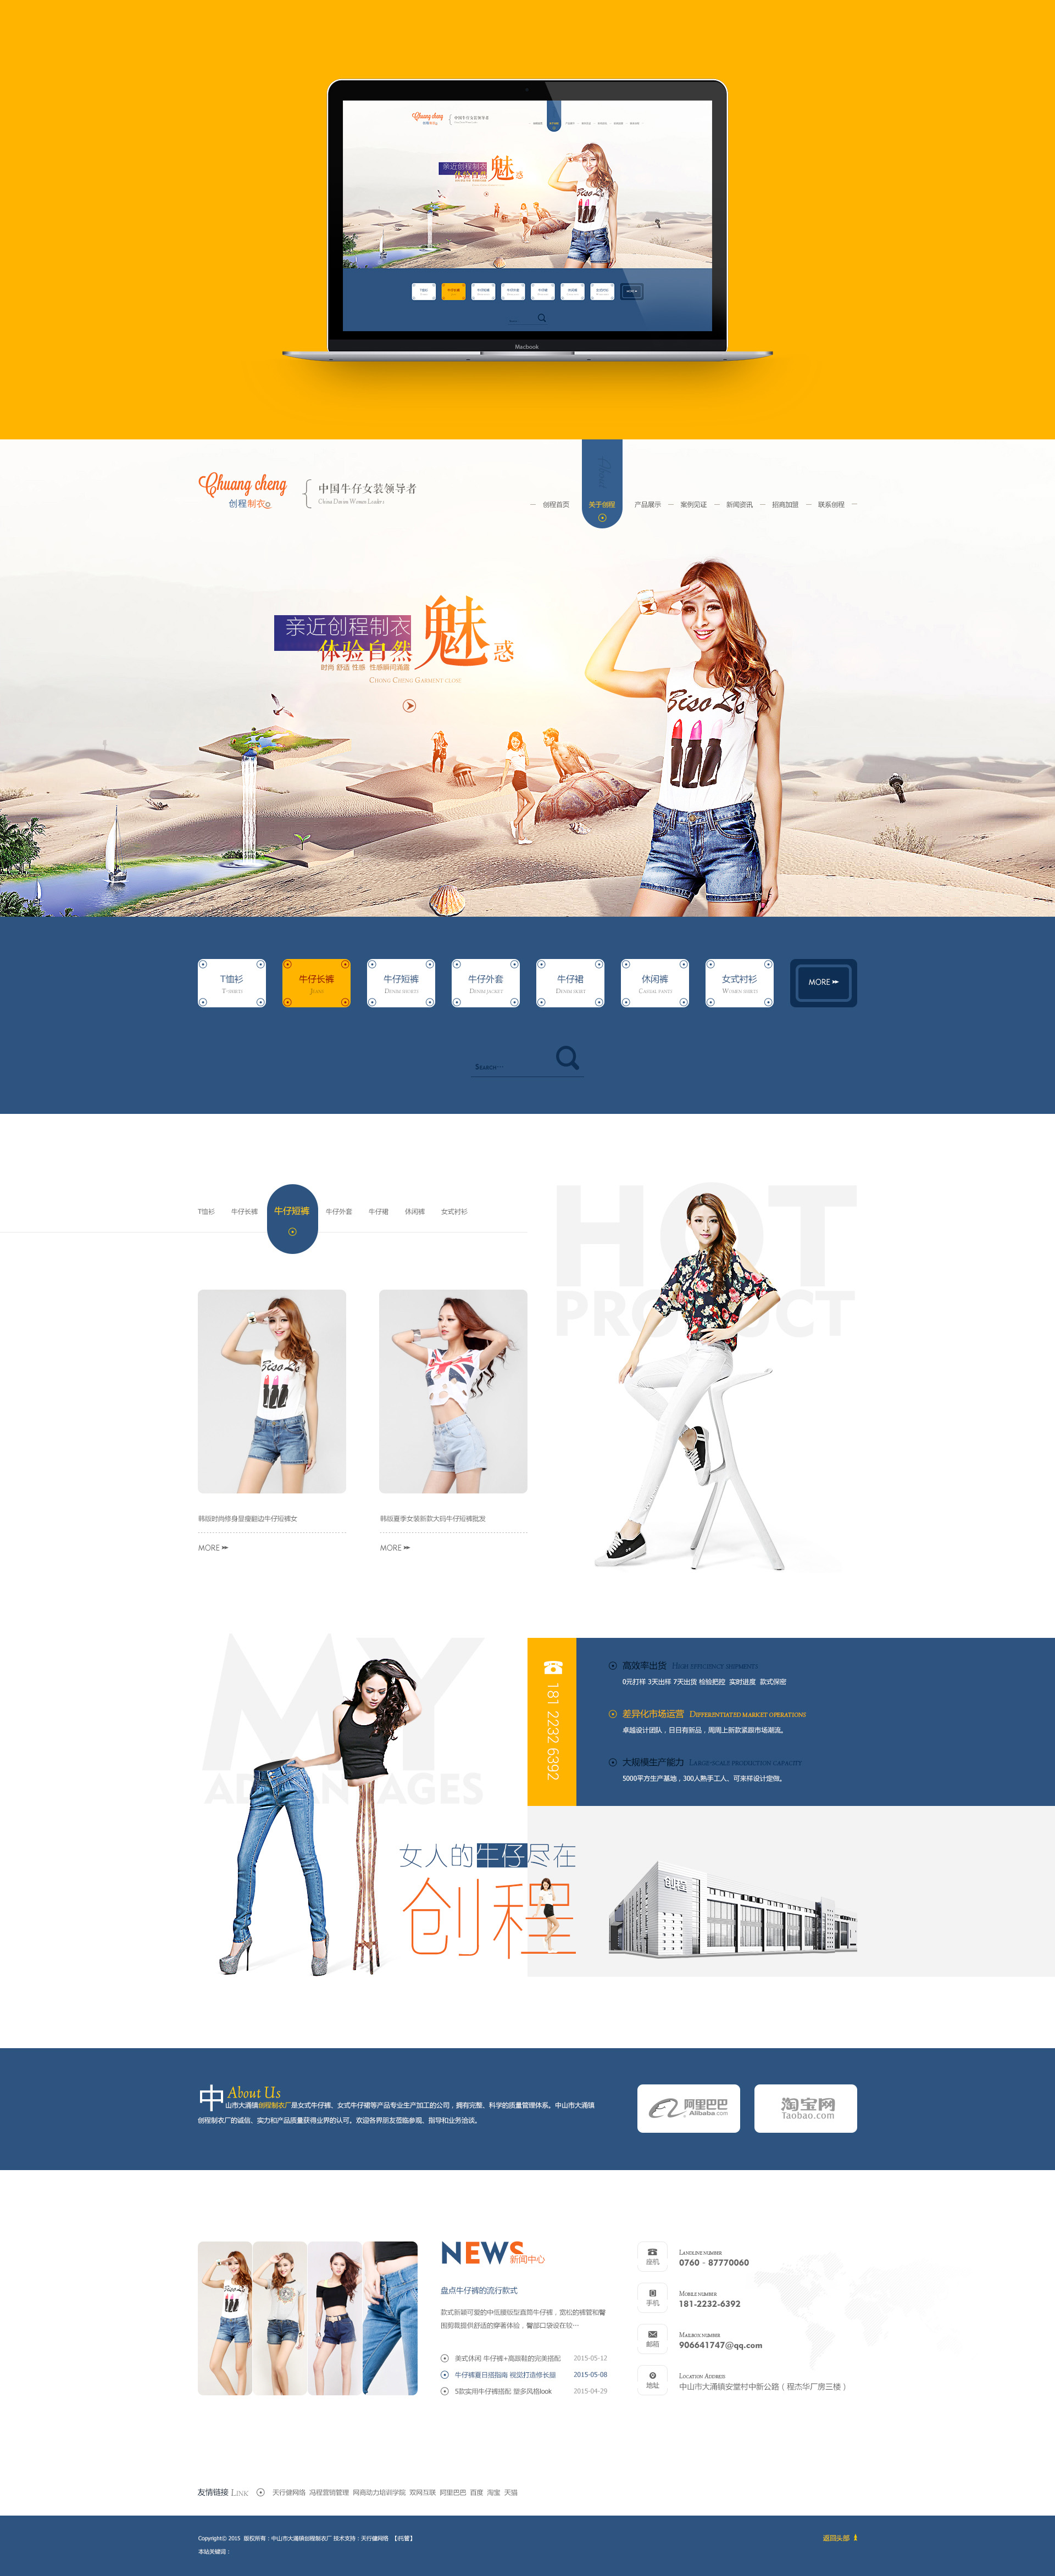 Macbook
Chuang cheng
创程制衣
中国牛仔女装领导者
China Denim Women Leaders
创程首页
关于创程
产品展示
案例见证
新闻资讯
招商加盟
联系创程
亲近创程制衣
体验自然
魅惑
时尚 舒适 性感 性感瞬间滴露
Chuang Cheng Garment close
Biso Ls
T恤衫
T-shirts
牛仔长裤
Jeans
牛仔短裤
Denim shorts
牛仔外套
Denim jacket
牛仔裙
Denim skirt
休闲裤
Casual pants
女式衬衫
Women shirts
MORE
Search···
T恤衫
牛仔长裤
牛仔短裤
牛仔外套
牛仔裙
休闲裤
女式衬衫
HOT
PRODUCT
韩版时尚修身显瘦翻边牛仔短裤女
MORE
韩版夏季女装新款大码牛仔短裤批发
MORE
MY
ADVANTAGES
181 2232 6392
高效率出货 High efficiency shipments
0元打样 3天出样 7天出货 检验把控 实时进度 款式保密
差异化市场运营 Differentiated market operations
卓越设计团队，日日有新品，周周上新款紧跟市场潮流。
大规模生产能力 Large-scale production capacity
5000平方生产基地，300人熟手工人、可来样设计定做。
女人的牛仔尽在
创程
创程
About Us
中山市大涌镇创程制衣厂是女式牛仔裤、女式牛仔裙等产品专业生产加工的公司，拥有完整、科学的质量管理体系。中山市大涌镇
创程制衣厂的诚信、实力和产品质量获得业界的认可。欢迎各界朋友莅临参观、指导和业务洽谈。
阿里巴巴
Alibaba.com
淘宝网
Taobao.com
NEWS 新闻中心
盘点牛仔裤的流行款式
款式新颖可爱的中低腰版型直筒牛仔裤，宽松的裤管和臀
围剪裁提供舒适的穿著体验，臀部口袋设在较···
美式休闲 牛仔裤+高跟鞋的完美搭配 2015-05-12
牛仔裤夏日搭指南 视觉打造修长腿 2015-05-08
5款实用牛仔裤搭配 塑多风格look 2015-04-29
座机
Landline number
0760 - 87770060
手机
Mobile number
181-2232-6392
邮箱
Mailbox number
906641747@qq.com
地址
Location Address
中山市大涌镇安堂村中新公路（程杰华厂房三楼）
友情链接 Link
天行健网络 冯程营销管理 网商动力培训学院 双网互联 阿里巴巴 百度 淘宝 天猫
Copyright© 2015 版权所有：中山市大涌镇创程制衣厂 技术支持：天行健网络 【托管】
本站关键词：
返回头部